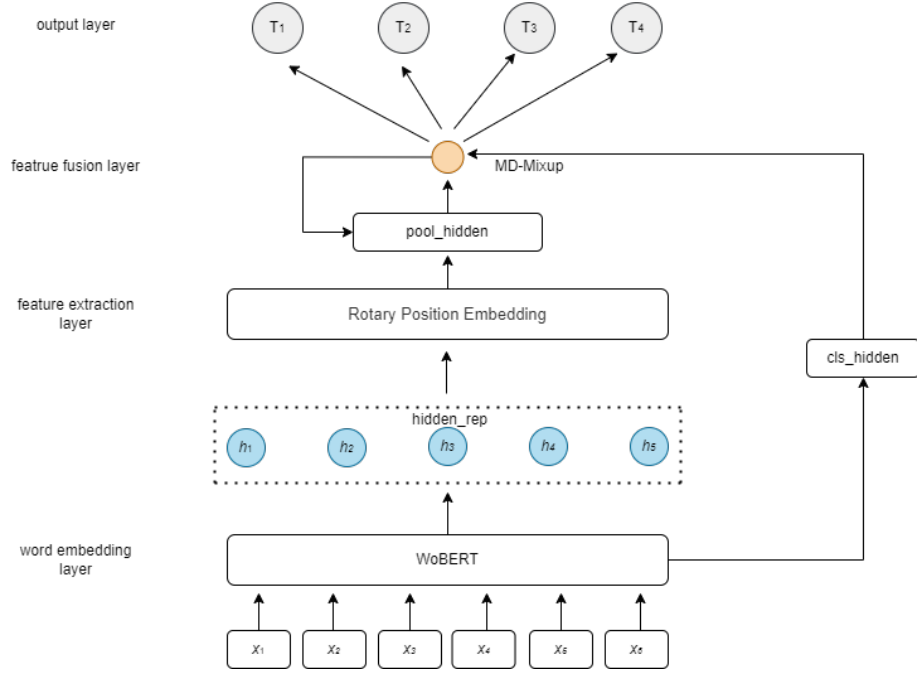 output layer
T1
T2
T3
T4
featrue fusion layer
MD-Mixup
pool_hidden
feature extraction
layer
Rotary Position Embedding
cls_hidden
hidden_rep
h1
h2
h3
h4
h5
word embedding
layer
WoBERT
X1
X2
X3
X4
X5
X6